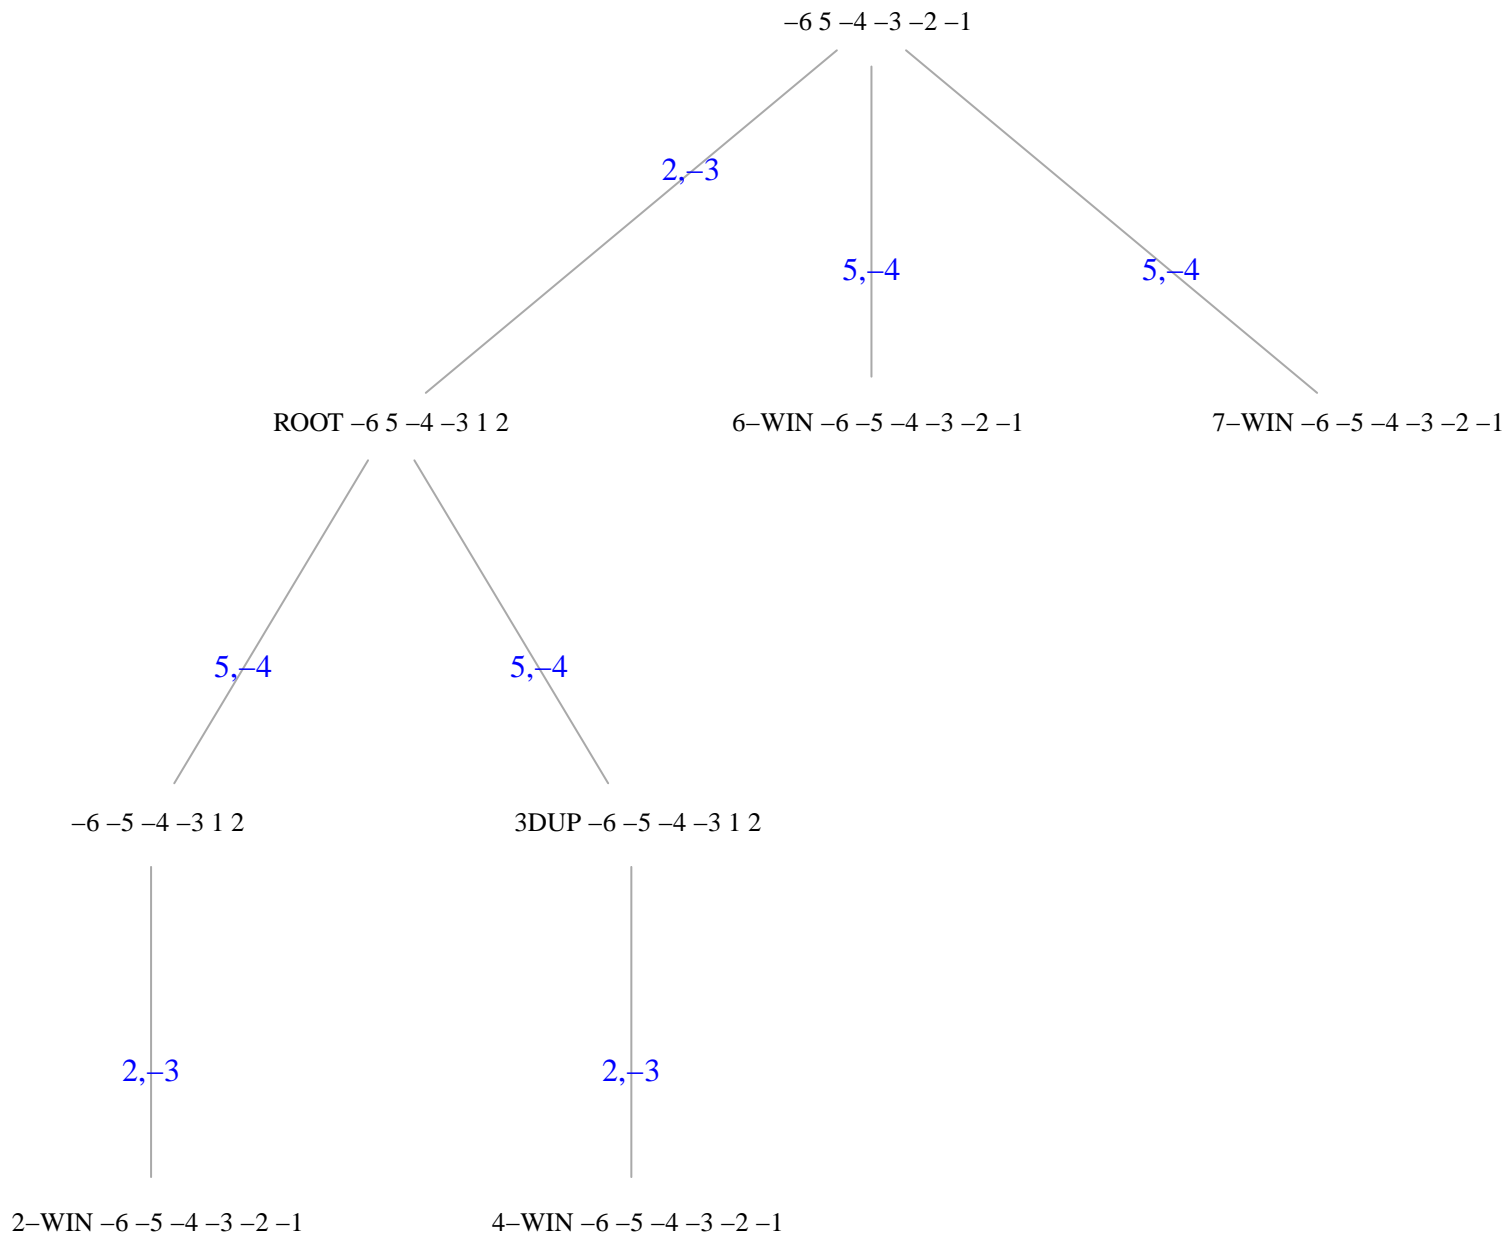 –6 5 –4 –3 –2 –1
2,–3
5,–4
5,–4
ROOT –6 5 –4 –3 1 2
6–WIN –6 –5 –4 –3 –2 –1
7–WIN –6 –5 –4 –3 –2 –1
5,–4
5,–4
–6 –5 –4 –3 1 2
3DUP –6 –5 –4 –3 1 2
2,–3
2,–3
2–WIN –6 –5 –4 –3 –2 –1
4–WIN –6 –5 –4 –3 –2 –1